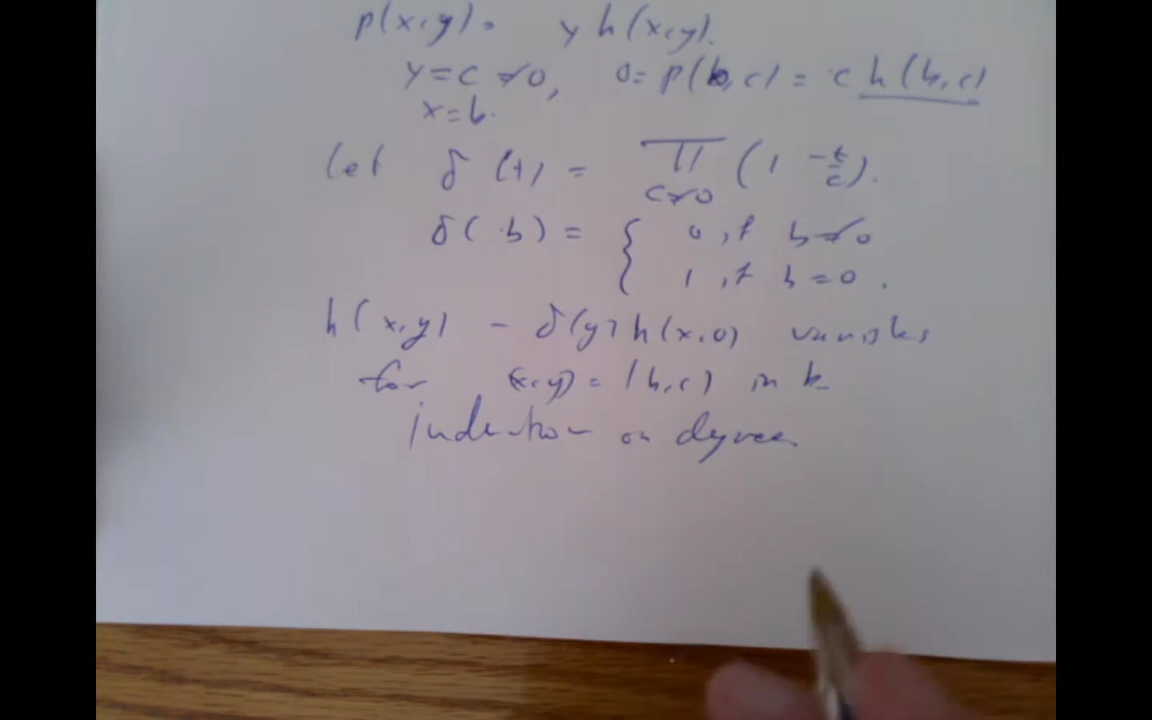 p(x,y) = y h(x,y).
y = c ≠ 0, 0 = p(b,c) = c h(b,c)
x = b.
Let δ(t) = ∏ (1 - t/c).
c≠0
δ(b) = { 0, if b ≠ 0
1, if b = 0.
h(x,y) - δ(y) h(x,0) vanishes
for (x,y) = (b,c) in k
induction on degree.